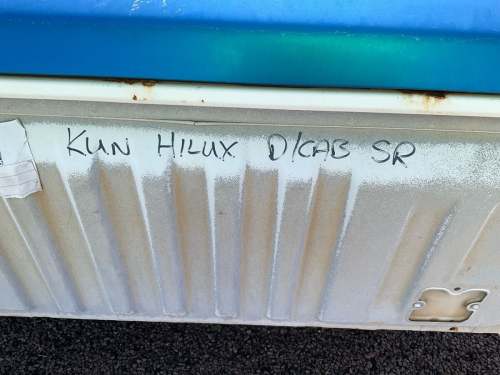 KUN HILUX D/CAB SR